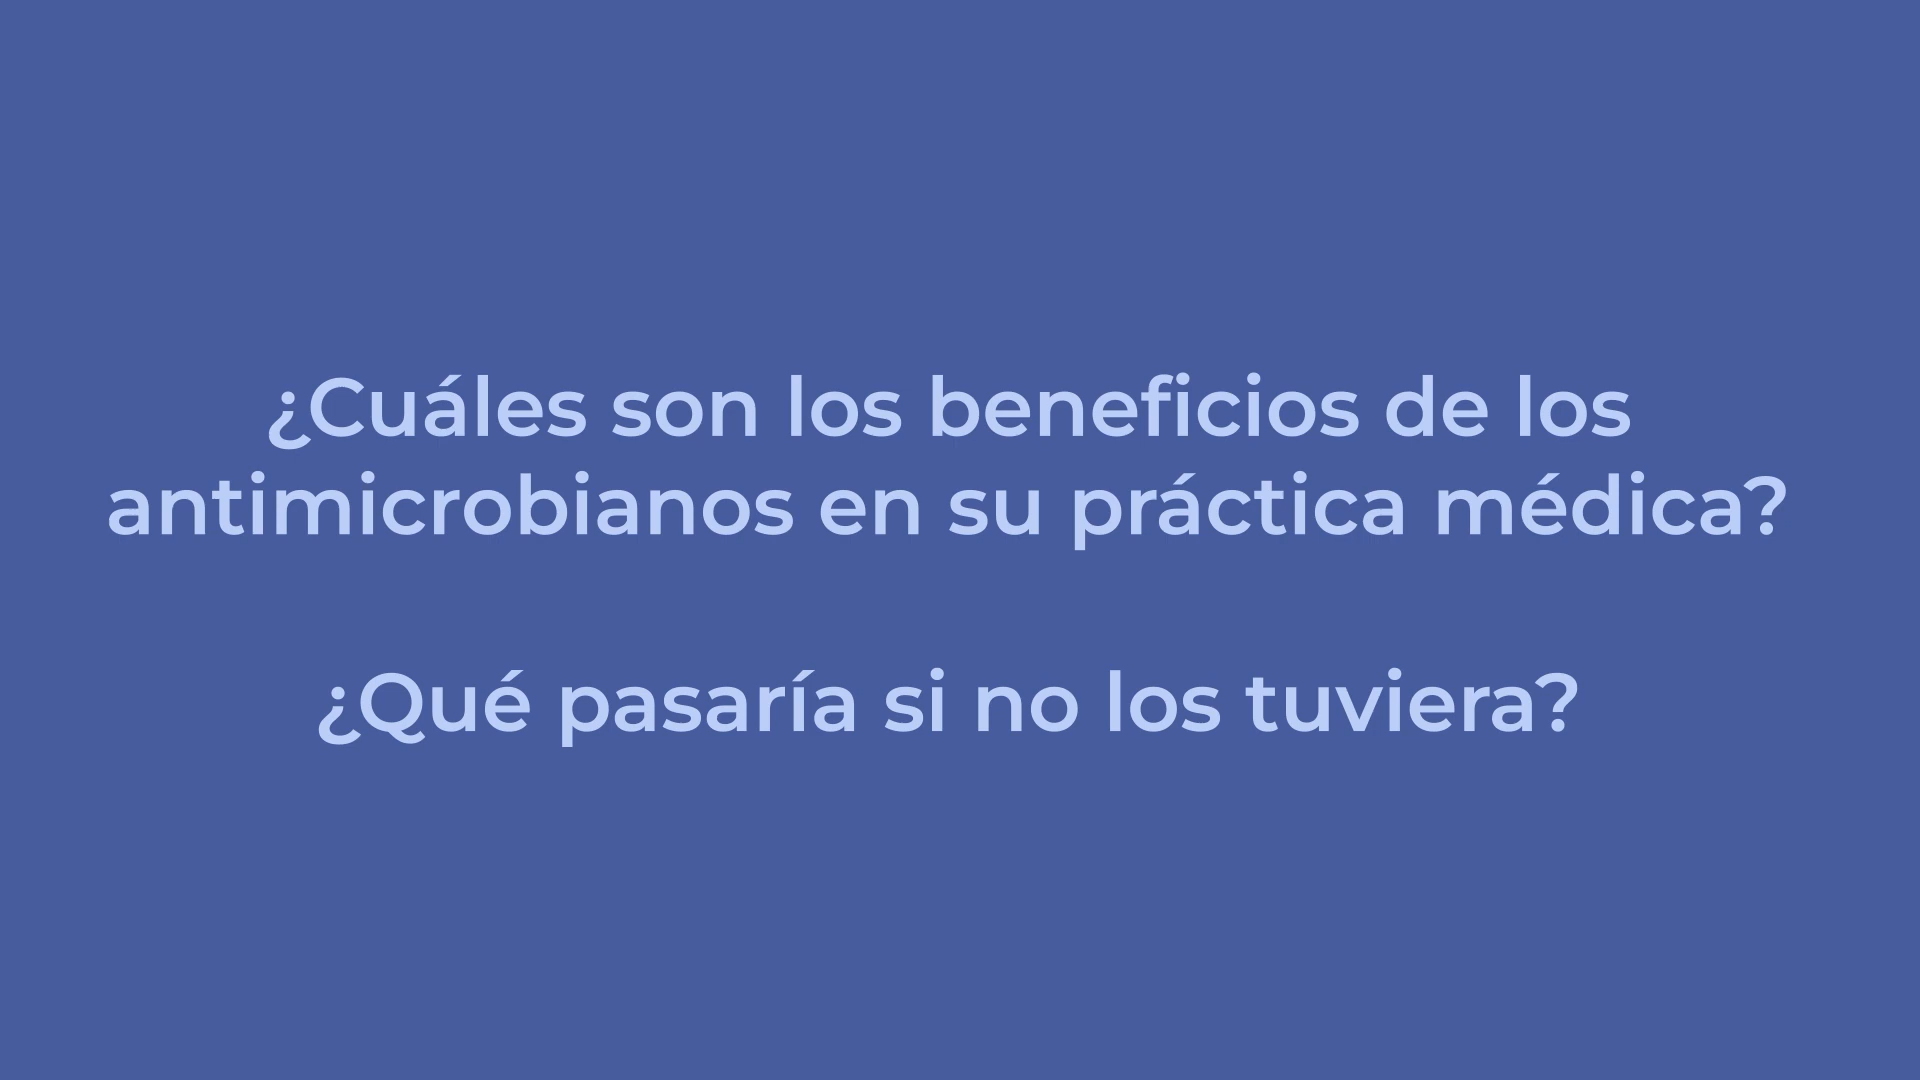 ¿Cuáles son los beneficios de los
antimicrobianos en su práctica médica?
¿Qué pasaría si no los tuviera?